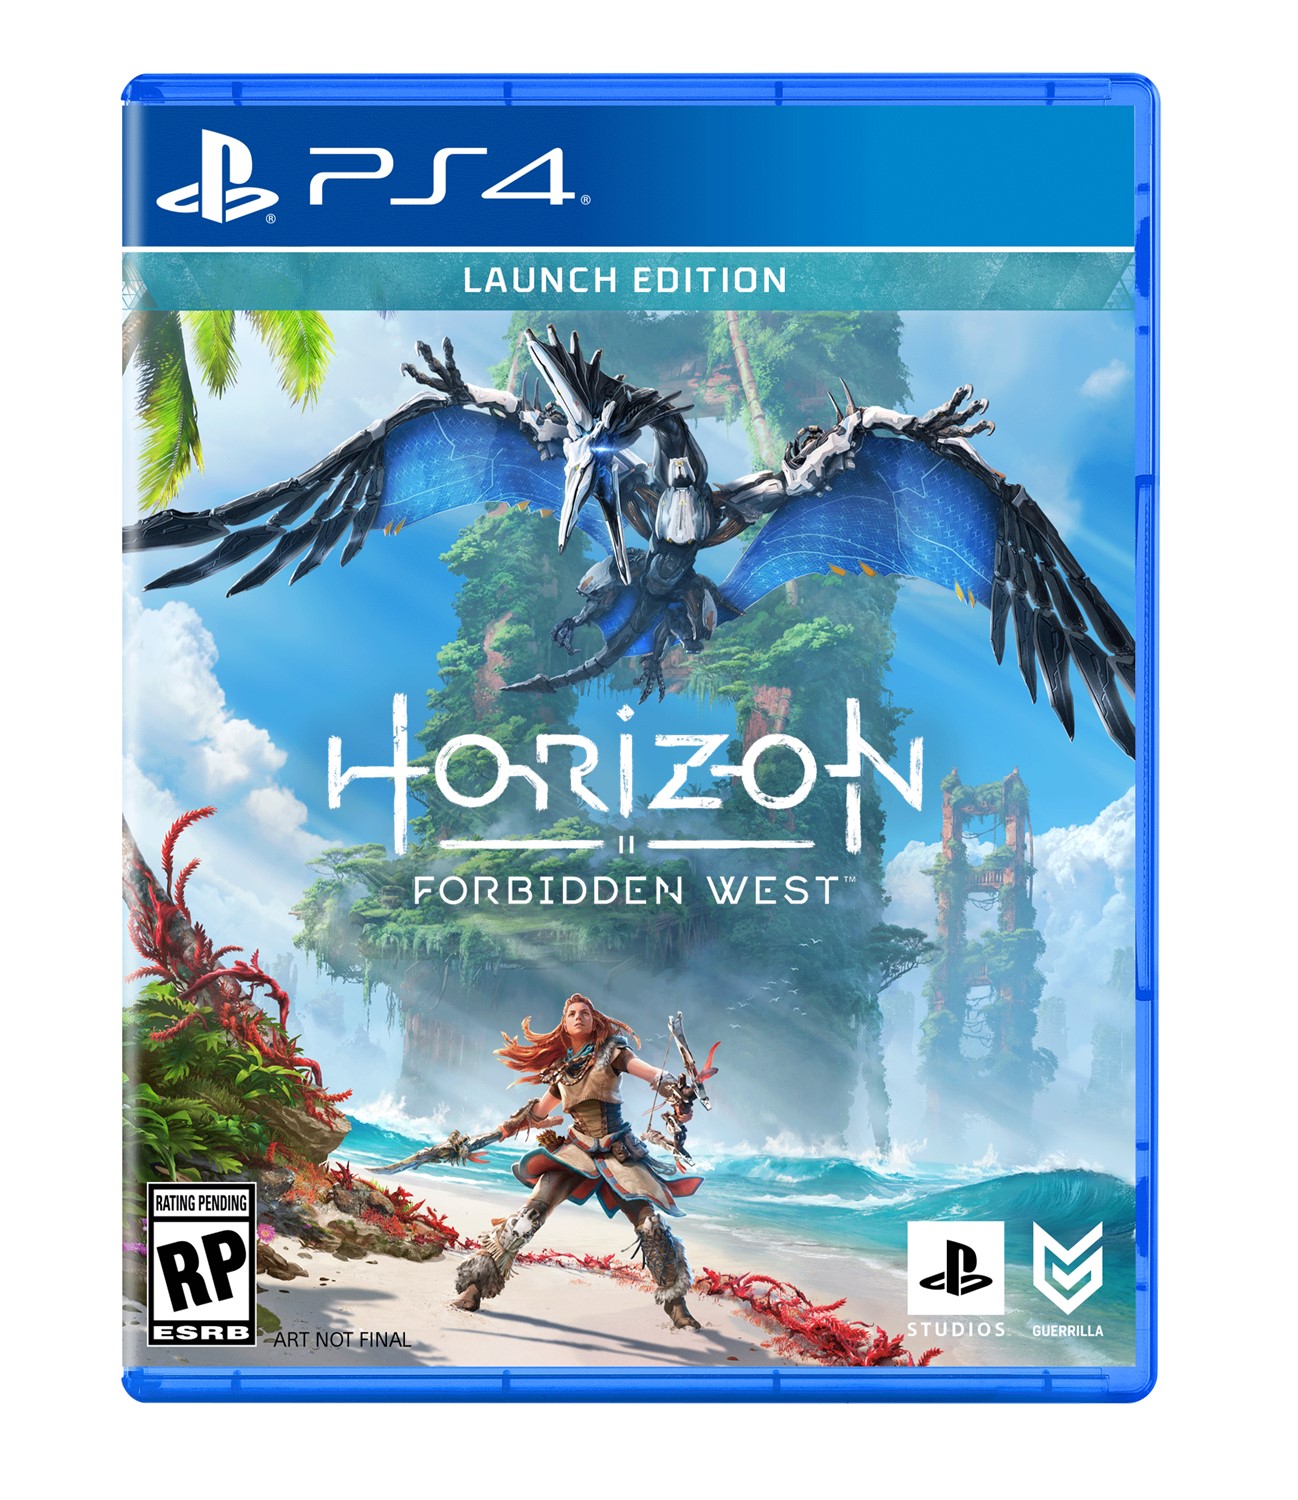 PS4®
LAUNCH EDITION
HORIZON
II
FORBIDDEN WEST™
RATING PENDING
RP
ESRB
ART NOT FINAL
STUDIOS
GUERRILLA